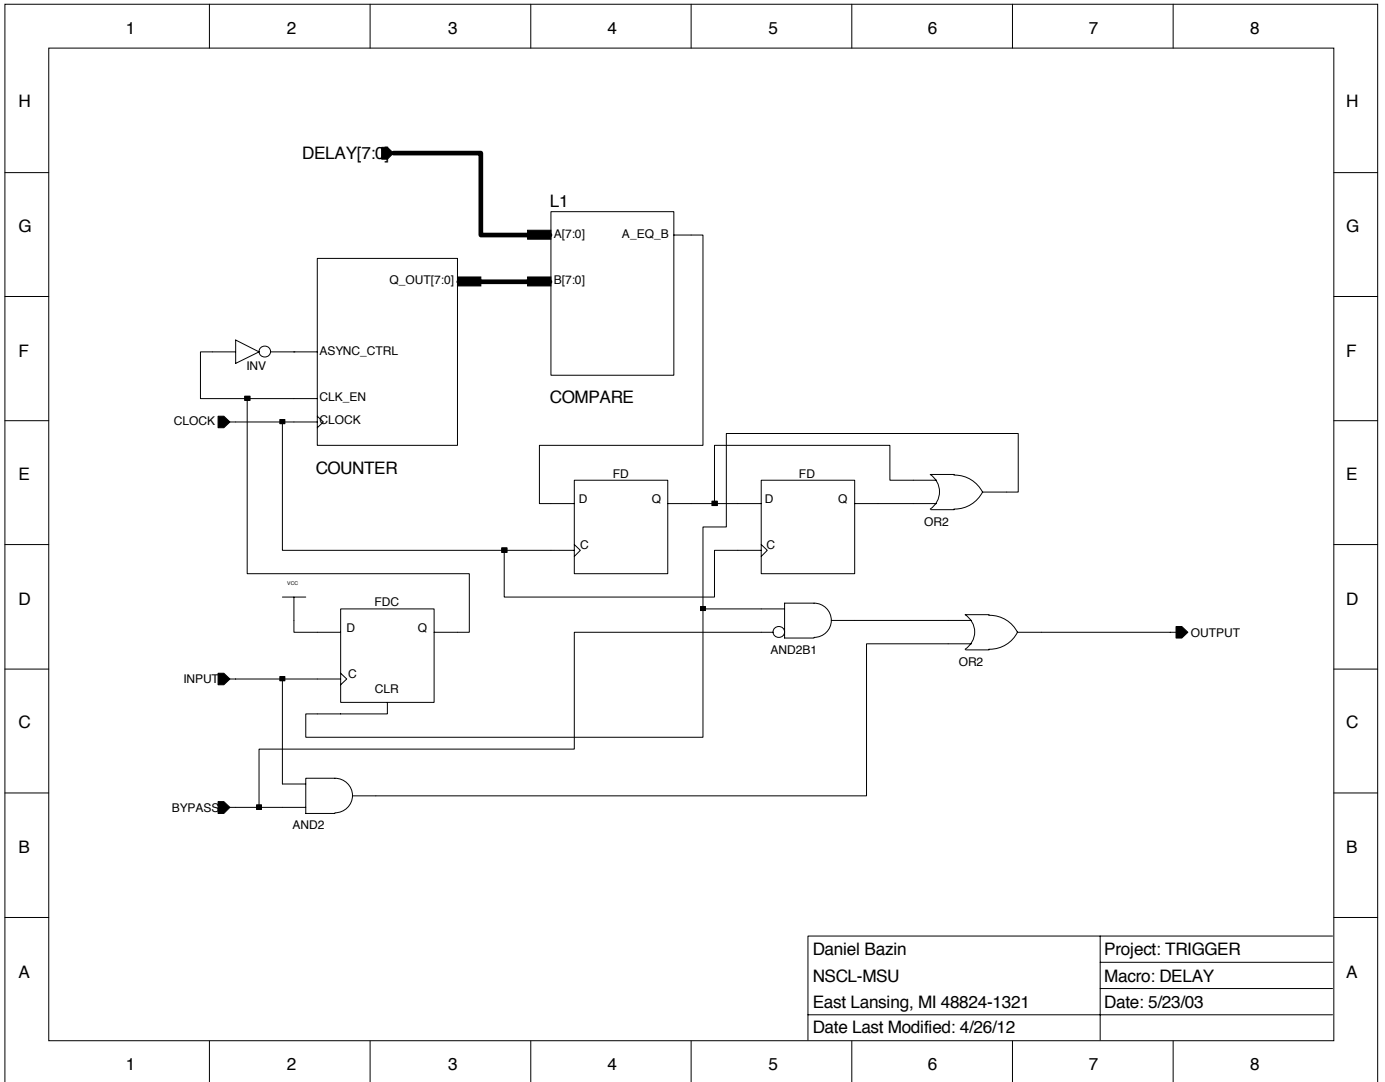 1 2 3 4 5 6 7 8
H H
DELAY[7:0]
L1
G G
A[7:0] A_EQ_B
Q_OUT[7:0] B[7:0]
F F
ASYNC_CTRL
INV
CLK_EN
COMPARE
CLOCK CLOCK
COUNTER
E E
FD FD
D Q D Q
OR2
C C
VCC
D D
FDC
D Q
OUTPUT
AND2B1
OR2
INPUT C
CLR
C C
BYPASS
AND2
B B
Daniel Bazin Project: TRIGGER
NSCL-MSU Macro: DELAY
A A
East Lansing, MI 48824-1321 Date: 5/23/03
Date Last Modified: 4/26/12
1 2 3 4 5 6 7 8